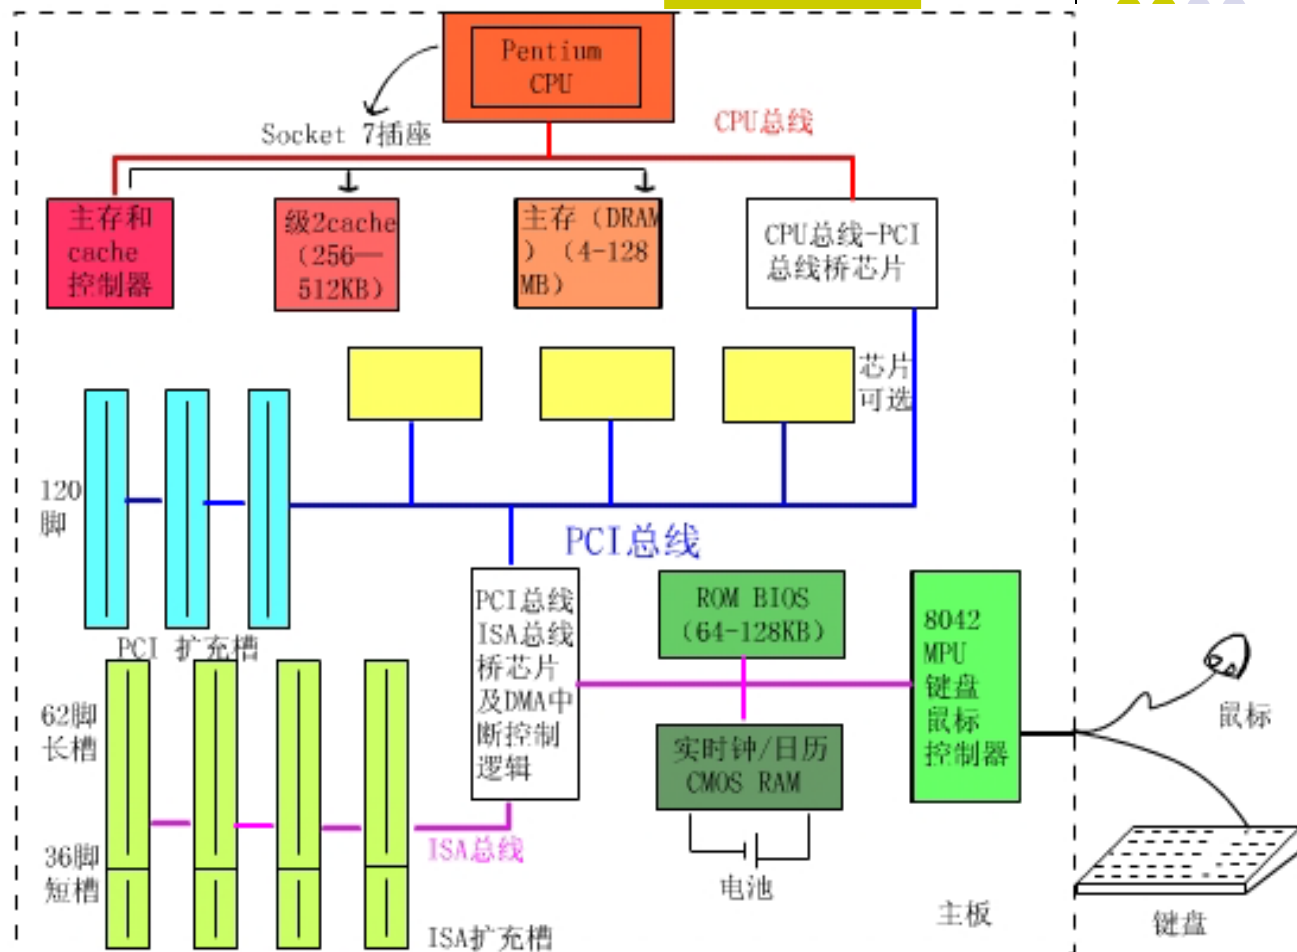 Pentium
CPU
Socket 7插座
CPU总线
主存和
cache
控制器
级2cache
（256—
512KB）
主存（DRAM
）（4-128
MB）
CPU总线-PCI
总线桥芯片
芯片
可选
120
脚
PCI总线
PCI 扩充槽
PCI总线
ISA总线
桥芯片
及DMA中
断控制
逻辑
ROM BIOS
（64-128KB）
8042
MPU
键盘
鼠标
控制器
鼠标
62脚
长槽
实时钟/日历
CMOS RAM
ISA总线
36脚
短槽
电池
主板
键盘
ISA扩充槽